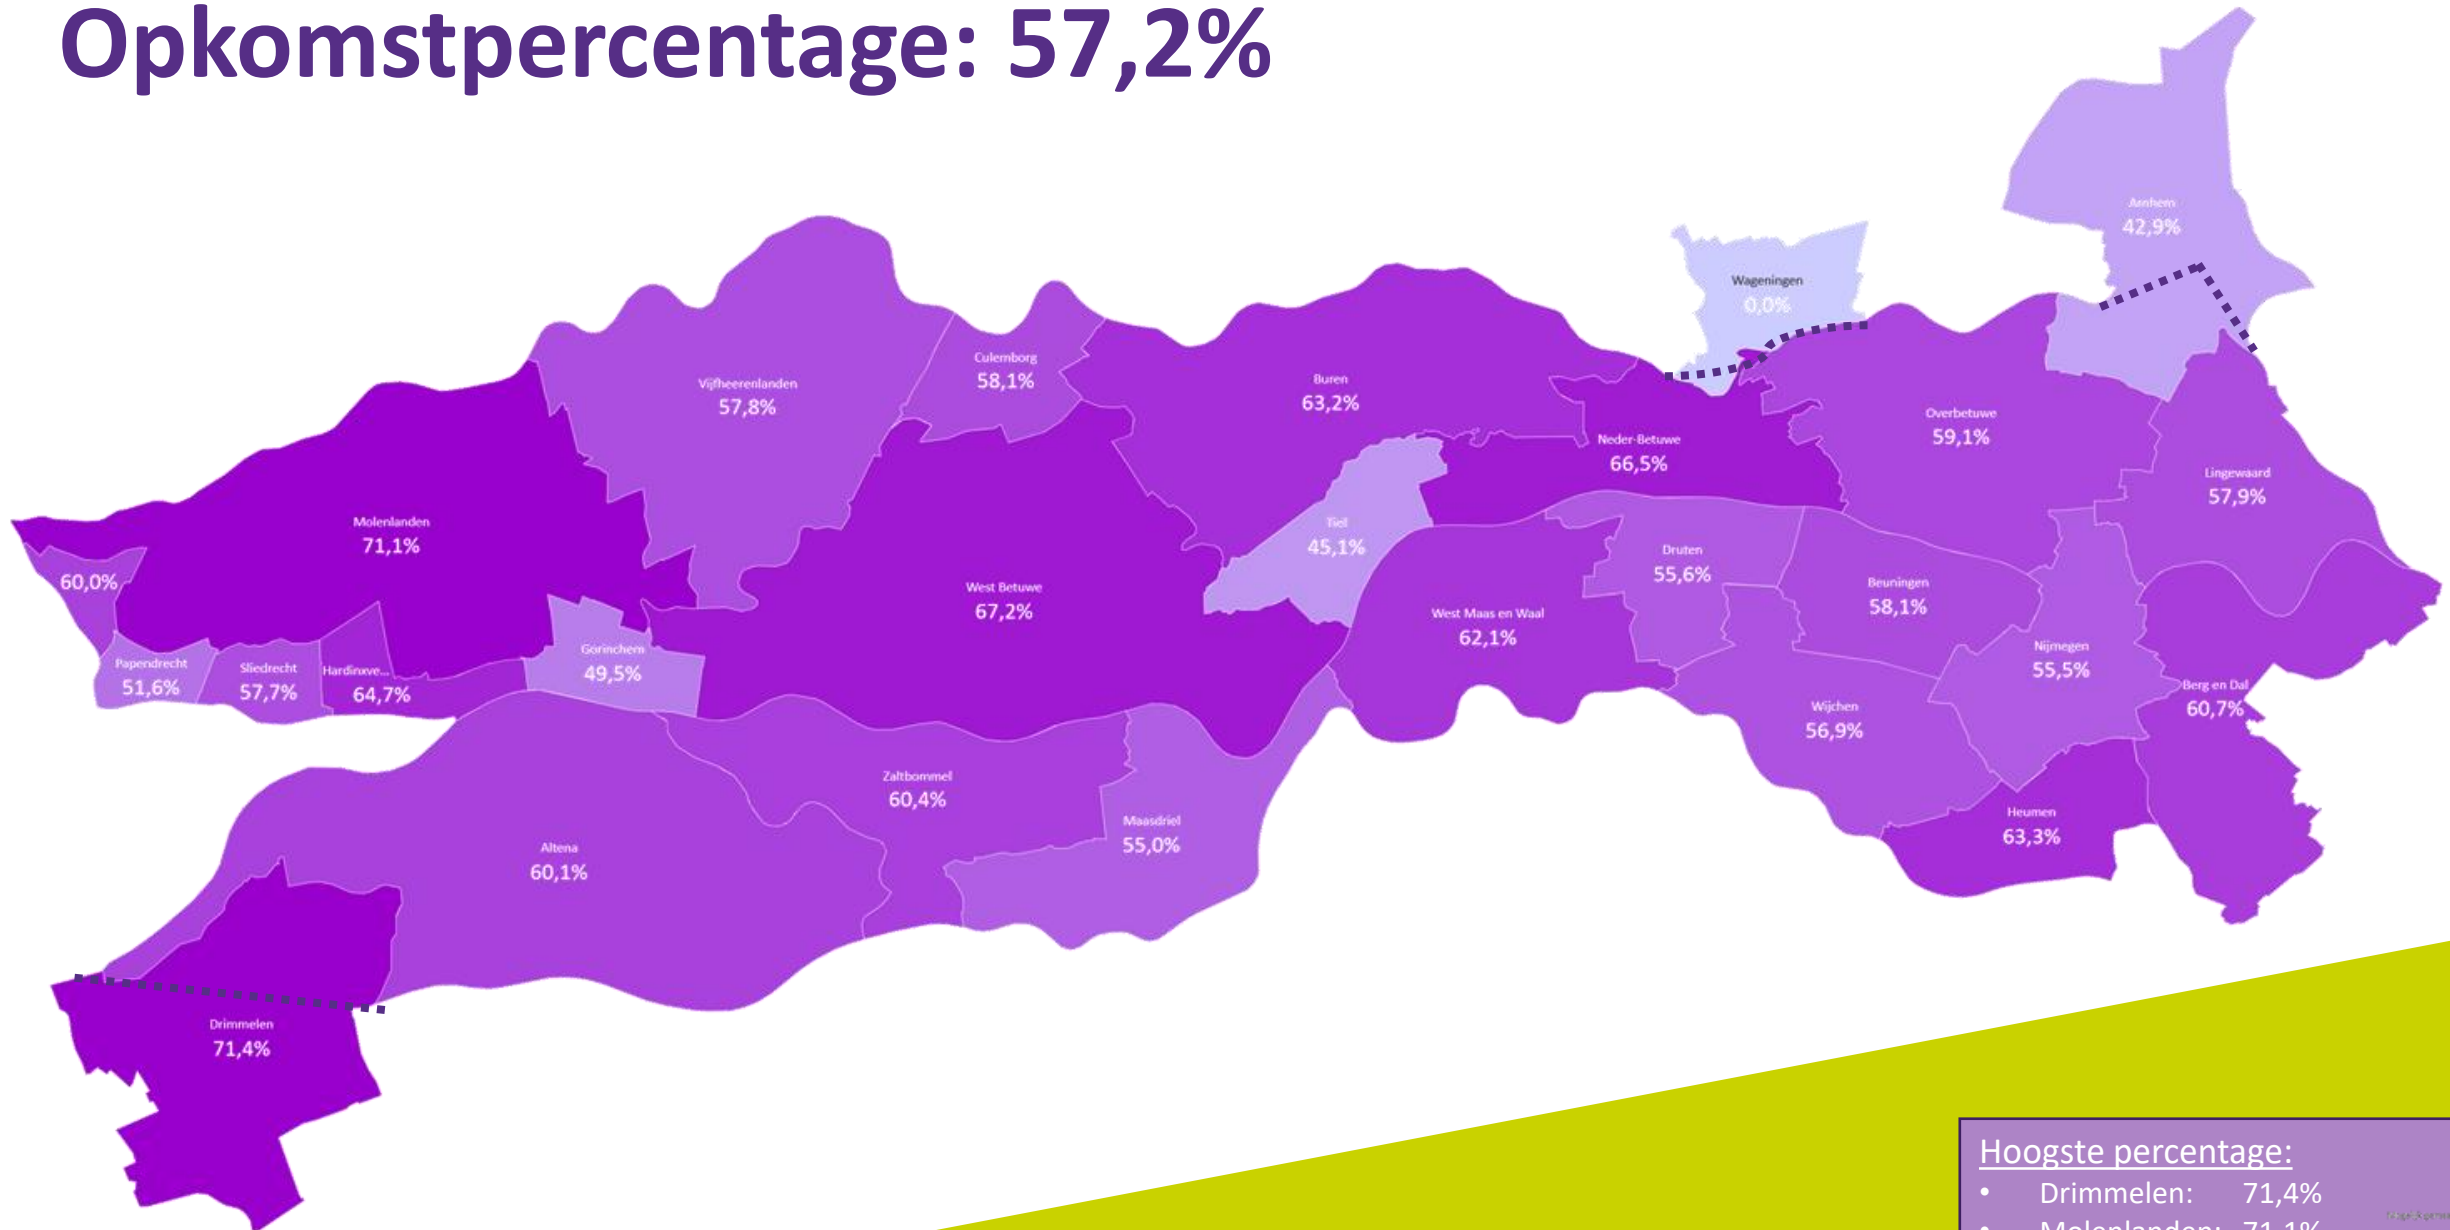 Opkomstpercentage: 57,2%
Arnhem
42,9%
Wageningen
0,0%
Culemborg
58,1%
Vijfheerenlanden
57,8%
Buren
63,2%
Overbetuwe
59,1%
Neder-Betuwe
66,5%
Lingewaard
57,9%
Molenlanden
71,1%
Tiel
45,1%
Druten
55,6%
60,0%
Beuningen
58,1%
West Betuwe
67,2%
West Maas en Waal
62,1%
Nijmegen
55,5%
Gorinchem
49,5%
Papendrecht
51,6%
Sliedrecht
57,7%
Hardinxve...
64,7%
Berg en Dal
60,7%
Wijchen
56,9%
Zaltbommel
60,4%
Heumen
63,3%
Maasdriel
55,0%
Altena
60,1%
Drimmelen
71,4%
Hoogste percentage:
• Drimmelen: 71,4%
• Molenlanden: 71,1%